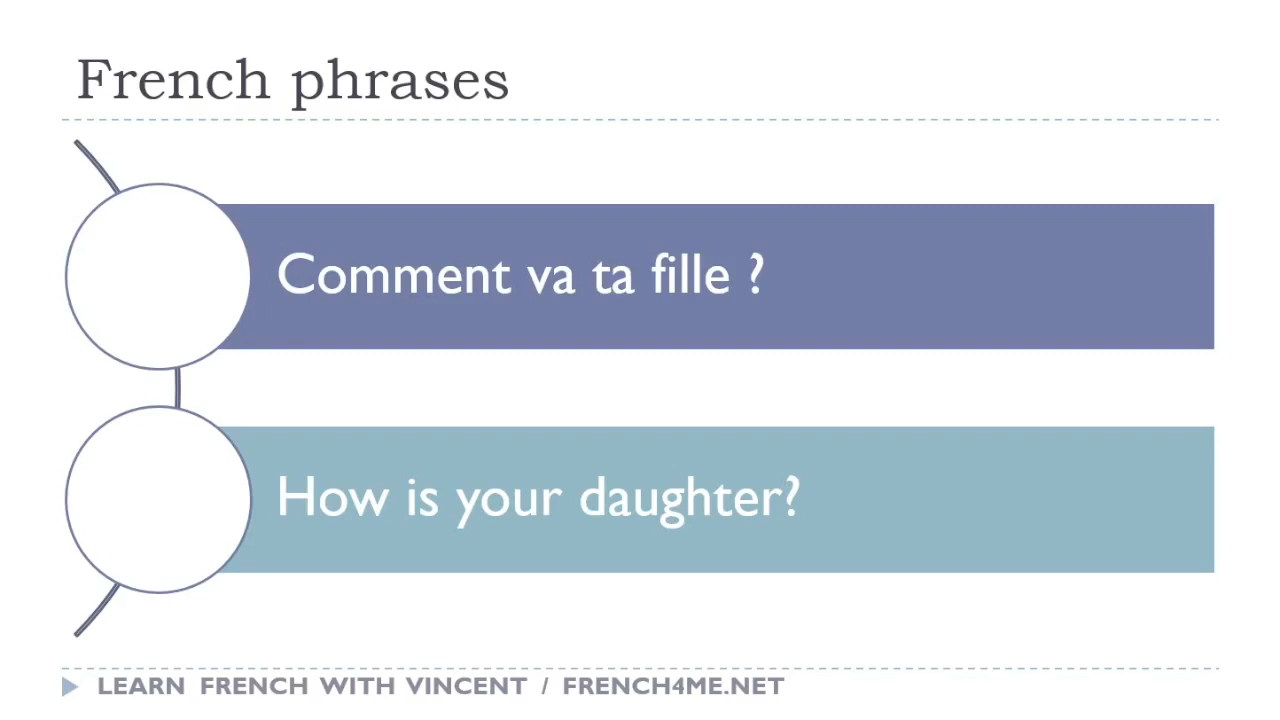 French phrases
Comment va ta fille ?
How is your daughter?
LEARN FRENCH WITH VINCENT / FRENCH4ME.NET